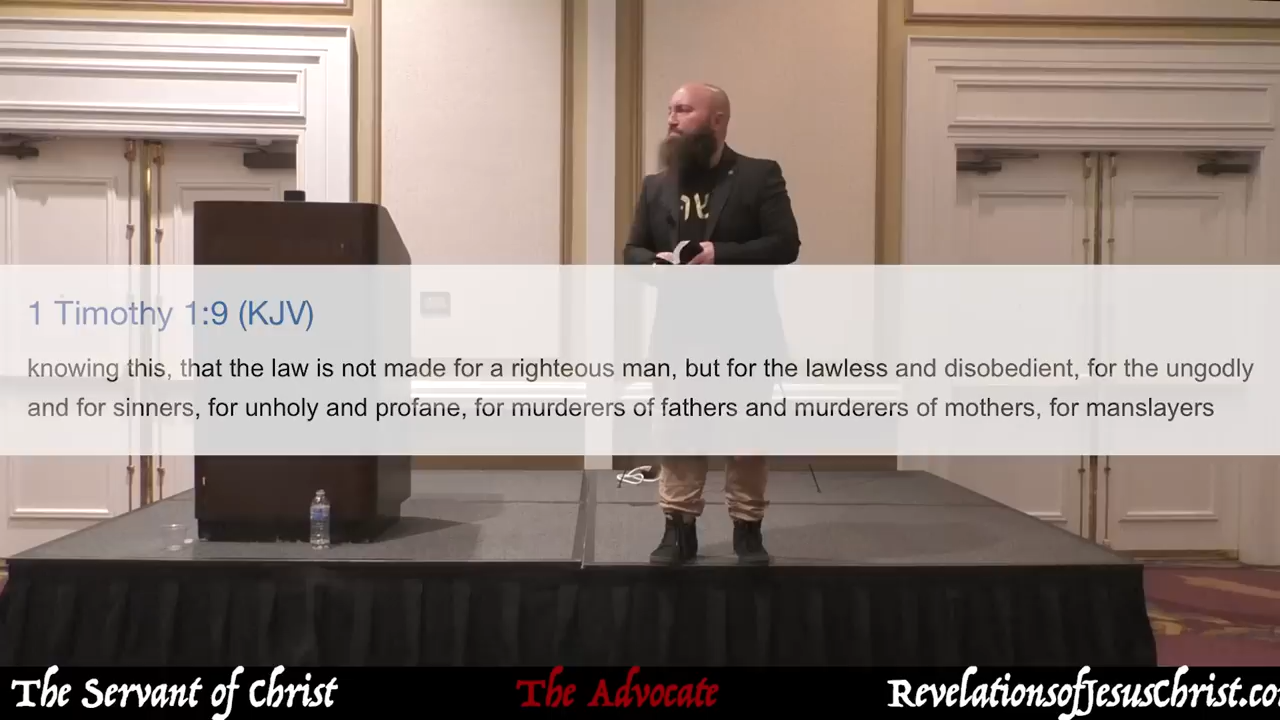 1 Timothy 1:9 (KJV)
knowing this, that the law is not made for a righteous man, but for the lawless and disobedient, for the ungodly
and for sinners, for unholy and profane, for murderers of fathers and murderers of mothers, for manslayers
The Servant of Christ
The Advocate
RevelationsofJesusChrist.co